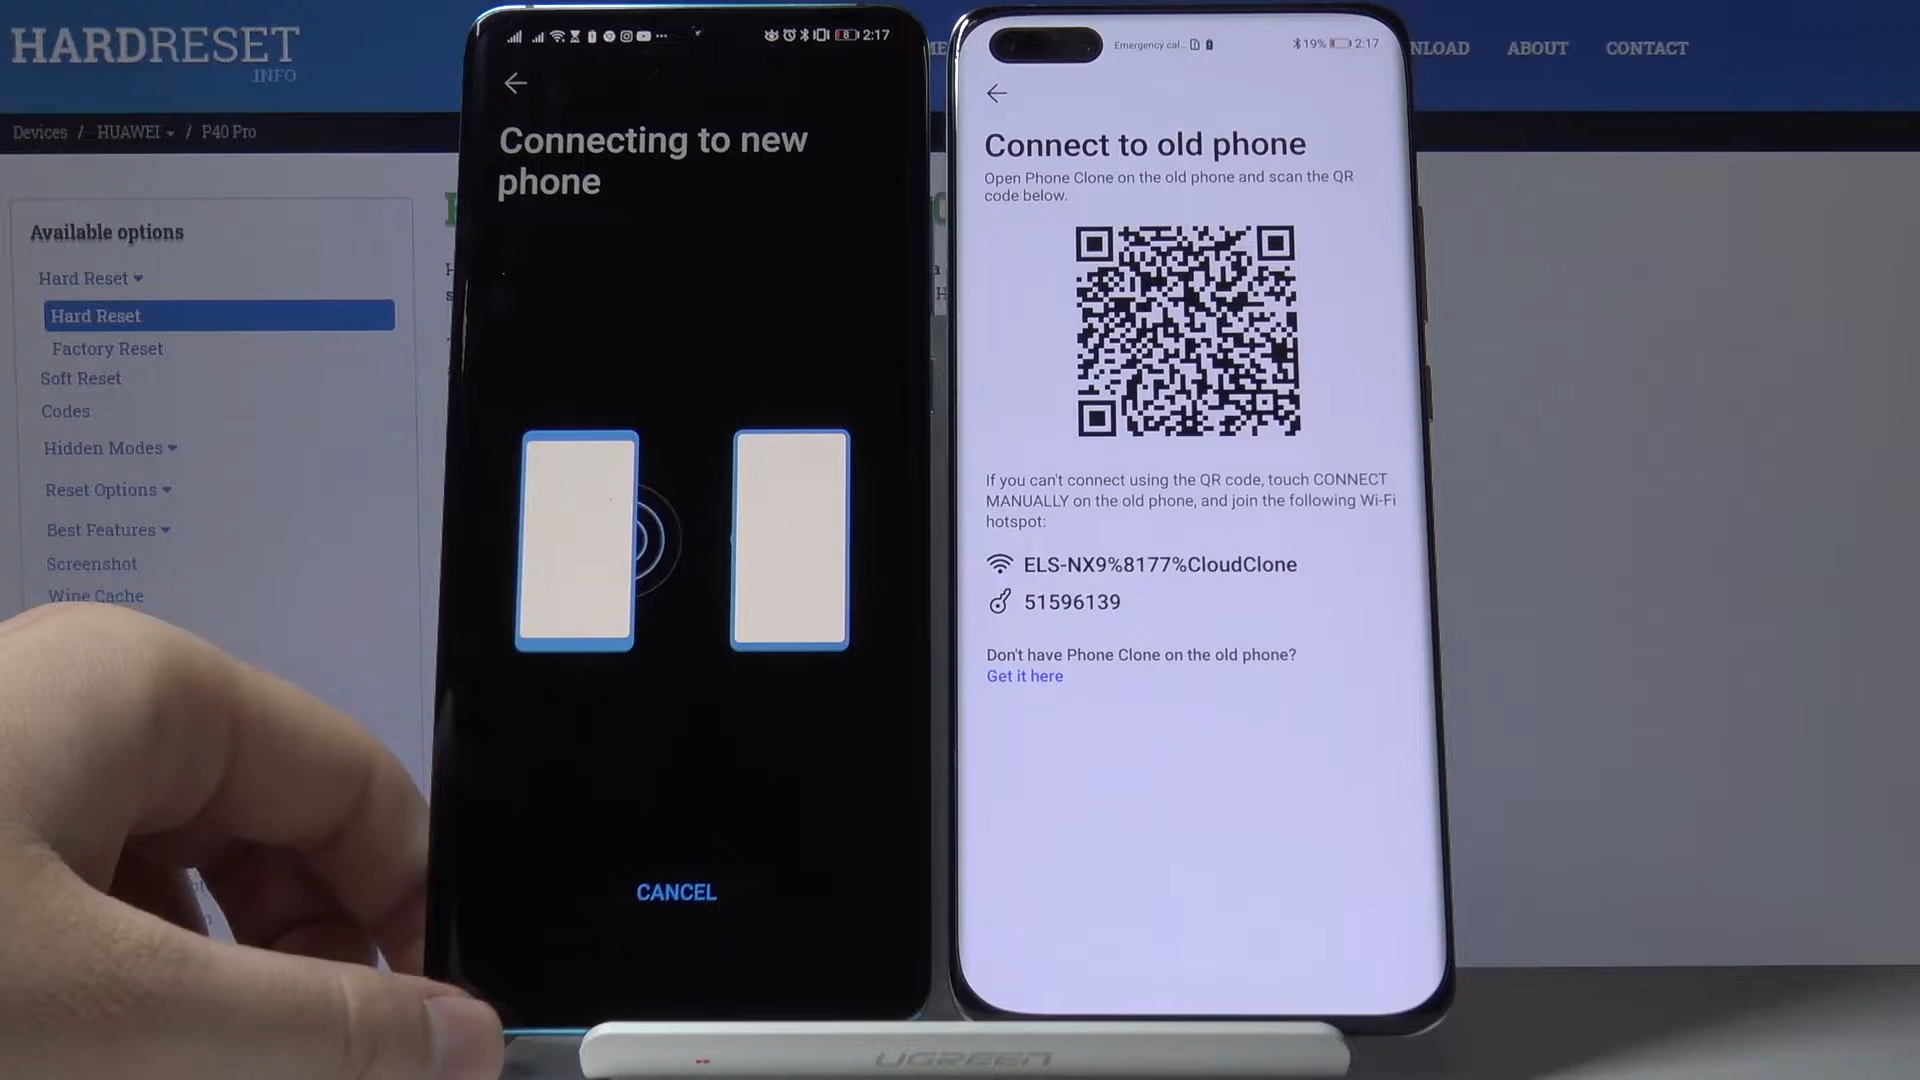 HARDRESET
INFO
NLOAD
ABOUT
CONTACT
Devices / HUAWEI / P40 Pro
Available options
Hard Reset
Hard Reset
Factory Reset
Soft Reset
Codes
Hidden Modes
Reset Options
Best Features
Screenshot
Wipe Cache
8 2:17
Connecting to new
phone
CANCEL
Emergency cal...
19% 2:17
Connect to old phone
Open Phone Clone on the old phone and scan the QR
code below.
If you can't connect using the QR code, touch CONNECT
MANUALLY on the old phone, and join the following Wi-Fi
hotspot:
ELS-NX9%8177%CloudClone
51596139
Don't have Phone Clone on the old phone?
Get it here
UGREEN